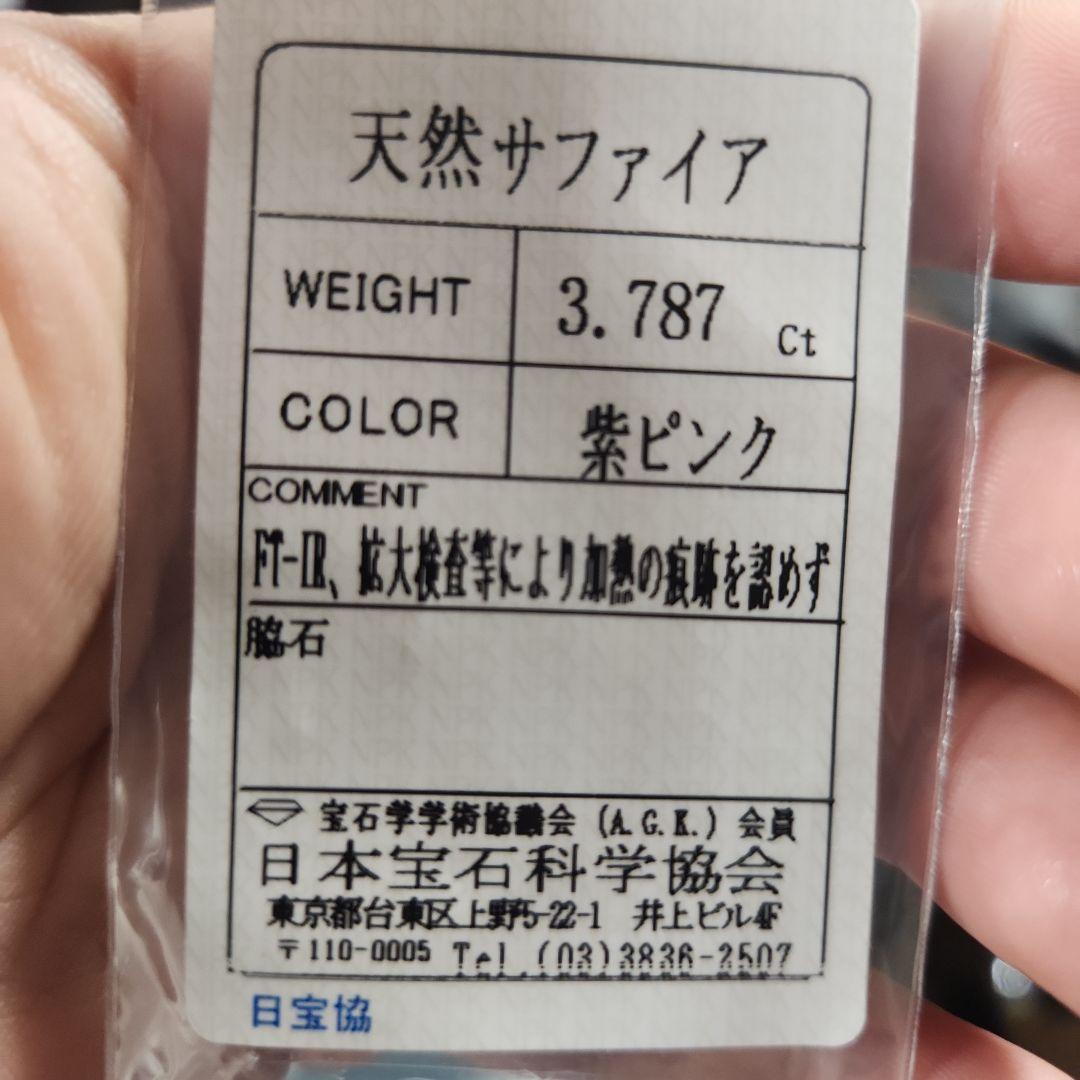 天然サファイア
WEIGHT 3.787 Ct
COLOR 紫ピンク
COMMENT
FT-IR、拡大検査等により加熱の痕跡を認めず
脇石
宝石学学術協議会 (A.G.K.) 会員
日本宝石科学協会
東京都台東区上野5-22-1 井上ビル4F
〒110-0005 Tel.(03)3836-2507
日宝協